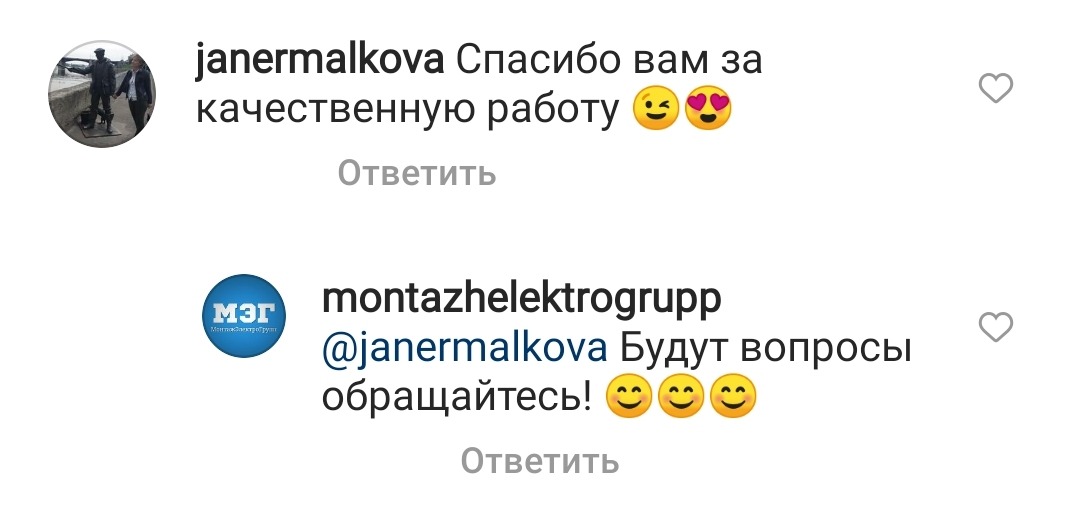 janermalkova Спасибо вам за
качественную работу 😉😍
Ответить
МЭГ
МонтажЭлектроГрупп
montazhelektrogrupp
@janermalkova Будут вопросы
обращайтесь! 😊😊😊
Ответить